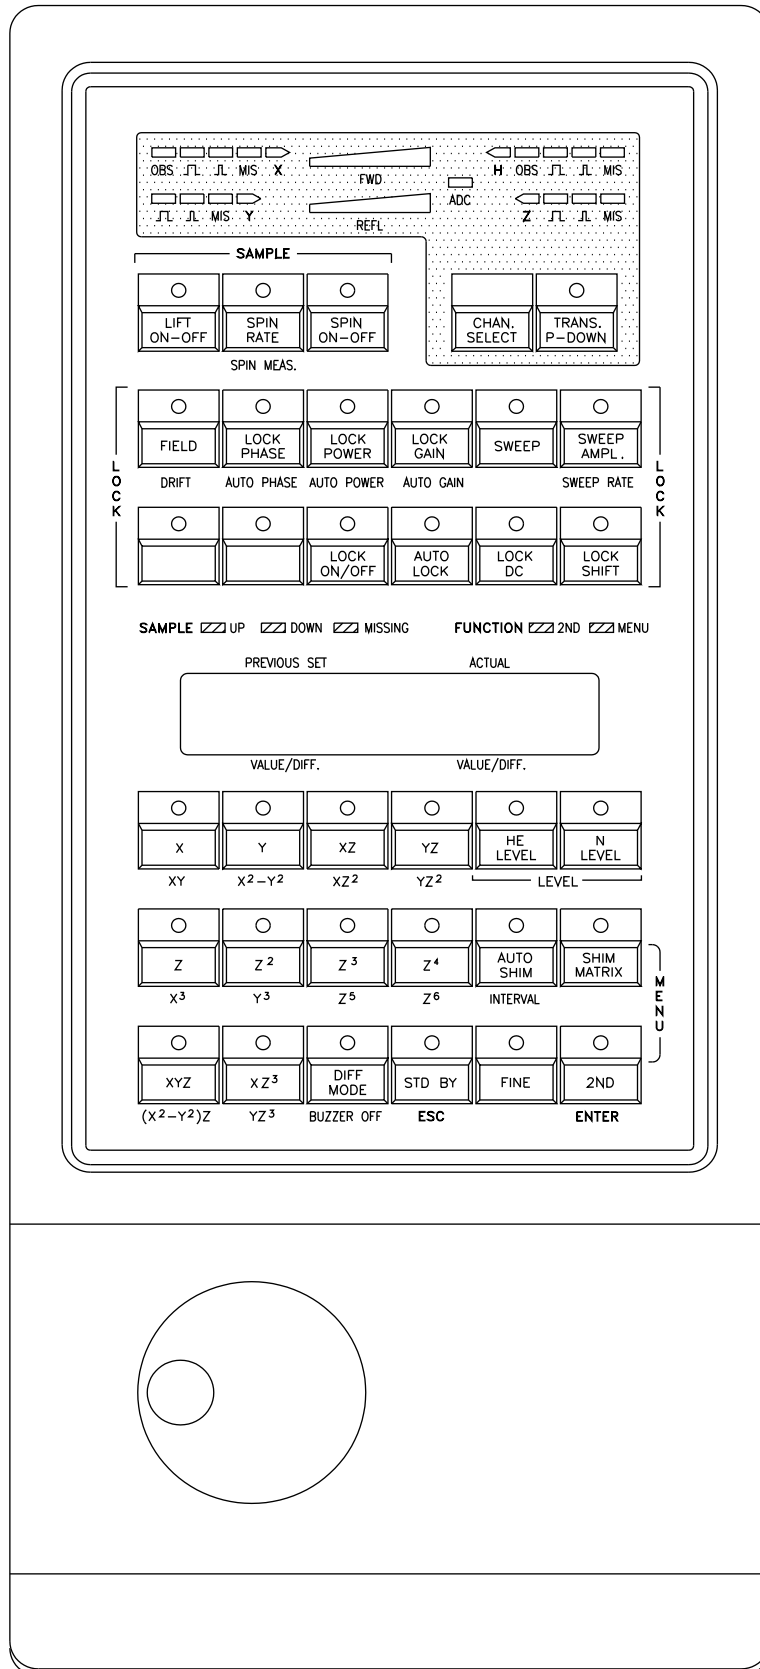 OBS MIS X FWD H OBS MIS
ADC
MIS Y REFL Z MIS
SAMPLE
LIFT ON-OFF
SPIN RATE
SPIN ON-OFF
CHAN. SELECT
TRANS. P-DOWN
SPIN MEAS.
LOCK
FIELD
LOCK PHASE
LOCK POWER
LOCK GAIN
SWEEP
SWEEP AMPL.
LOCK
DRIFT AUTO PHASE AUTO POWER AUTO GAIN SWEEP RATE
LOCK ON/OFF
AUTO LOCK
LOCK DC
LOCK SHIFT
SAMPLE UP DOWN MISSING FUNCTION 2ND MENU
PREVIOUS SET ACTUAL
VALUE/DIFF. VALUE/DIFF.
X Y XZ YZ
HE LEVEL
N LEVEL
XY X²-Y² XZ² YZ² LEVEL
Z Z² Z³ Z⁴
AUTO SHIM
SHIM MATRIX
X³ Y³ Z⁵ Z⁶ INTERVAL
MENU
XYZ XZ³
DIFF MODE
STD BY FINE 2ND
(X²-Y²)Z YZ³ BUZZER OFF ESC ENTER